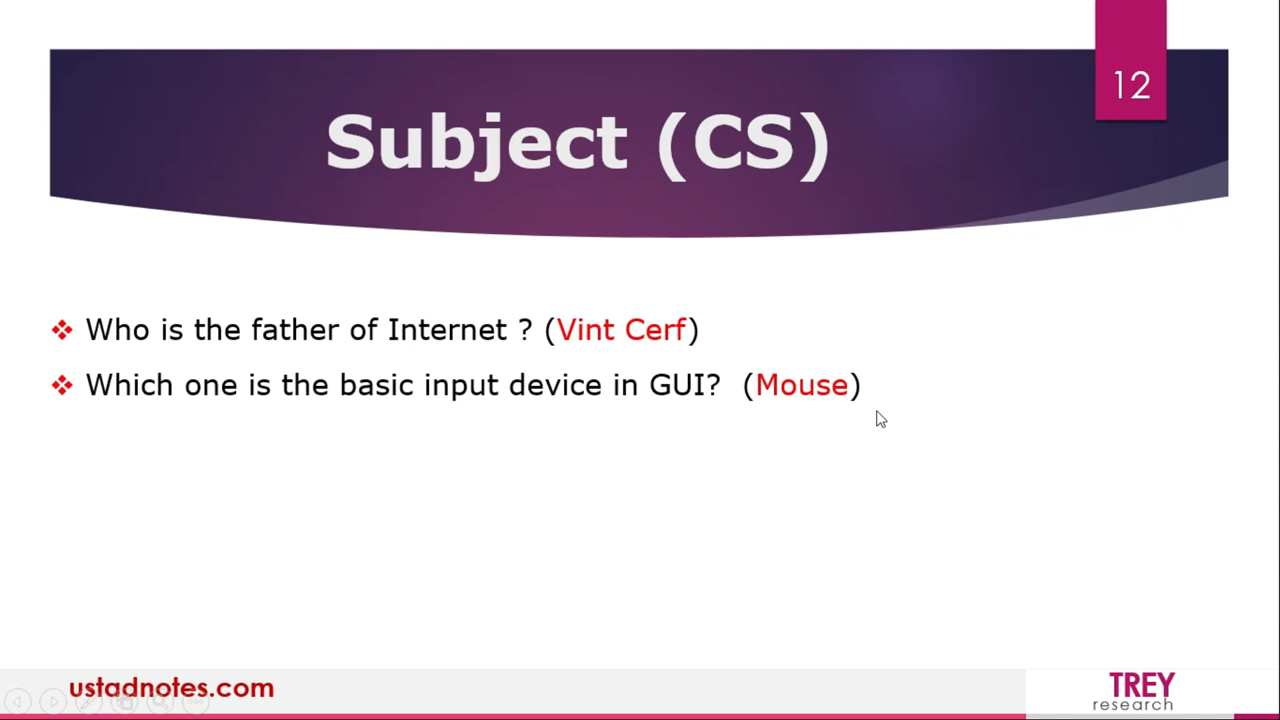 12
Subject (CS)
Who is the father of Internet ? (Vint Cerf)
Which one is the basic input device in GUI? (Mouse)
ustadnotes.com
TREY
research